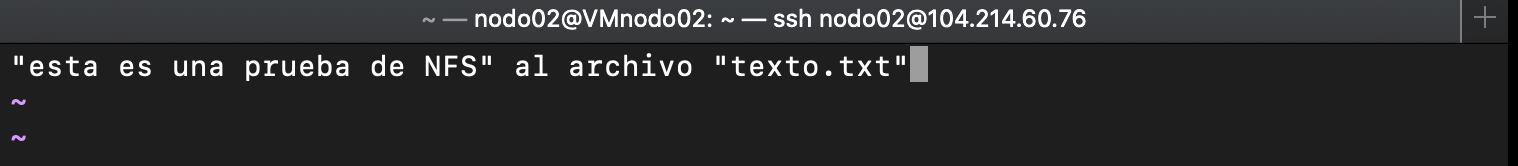 ~ — nodo02@VMnodo02: ~ — ssh nodo02@104.214.60.76
"esta es una prueba de NFS" al archivo "texto.txt"
~
~